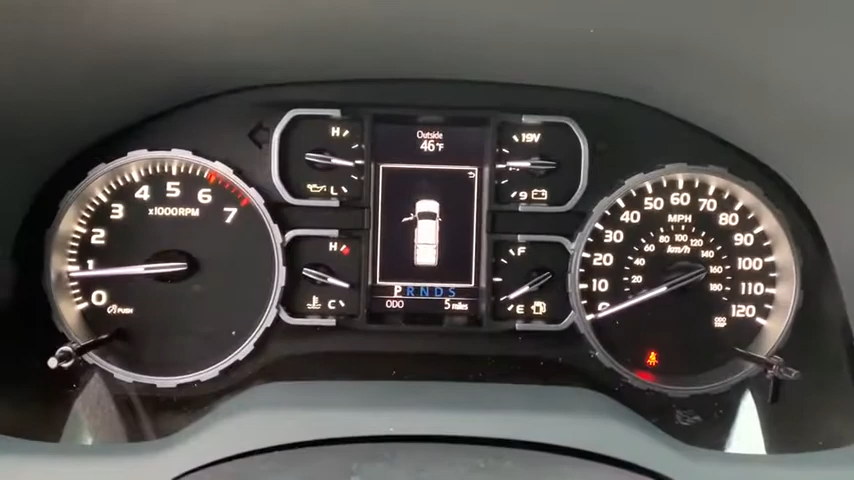 Outside
46°F
H
L
19V
9
H
C
F
E
P R N D S
ODO 5 miles
0
1
2
3
4
5
6
7
x1000RPM
PUSH
0
10
20
30
40
50
60
70
80
90
100
110
120
MPH
km/h
20
40
60
80
100
120
140
160
180
ODO
TRIP